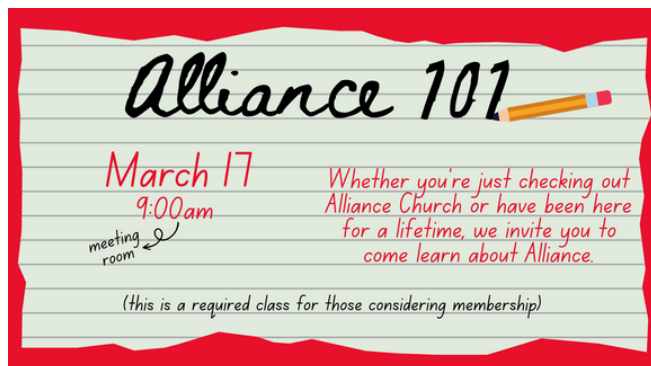 Alliance 101
March 17
9:00am
meeting
room
Whether you're just checking out
Alliance Church or have been here
for a lifetime, we invite you to
come learn about Alliance.
(this is a required class for those considering membership)